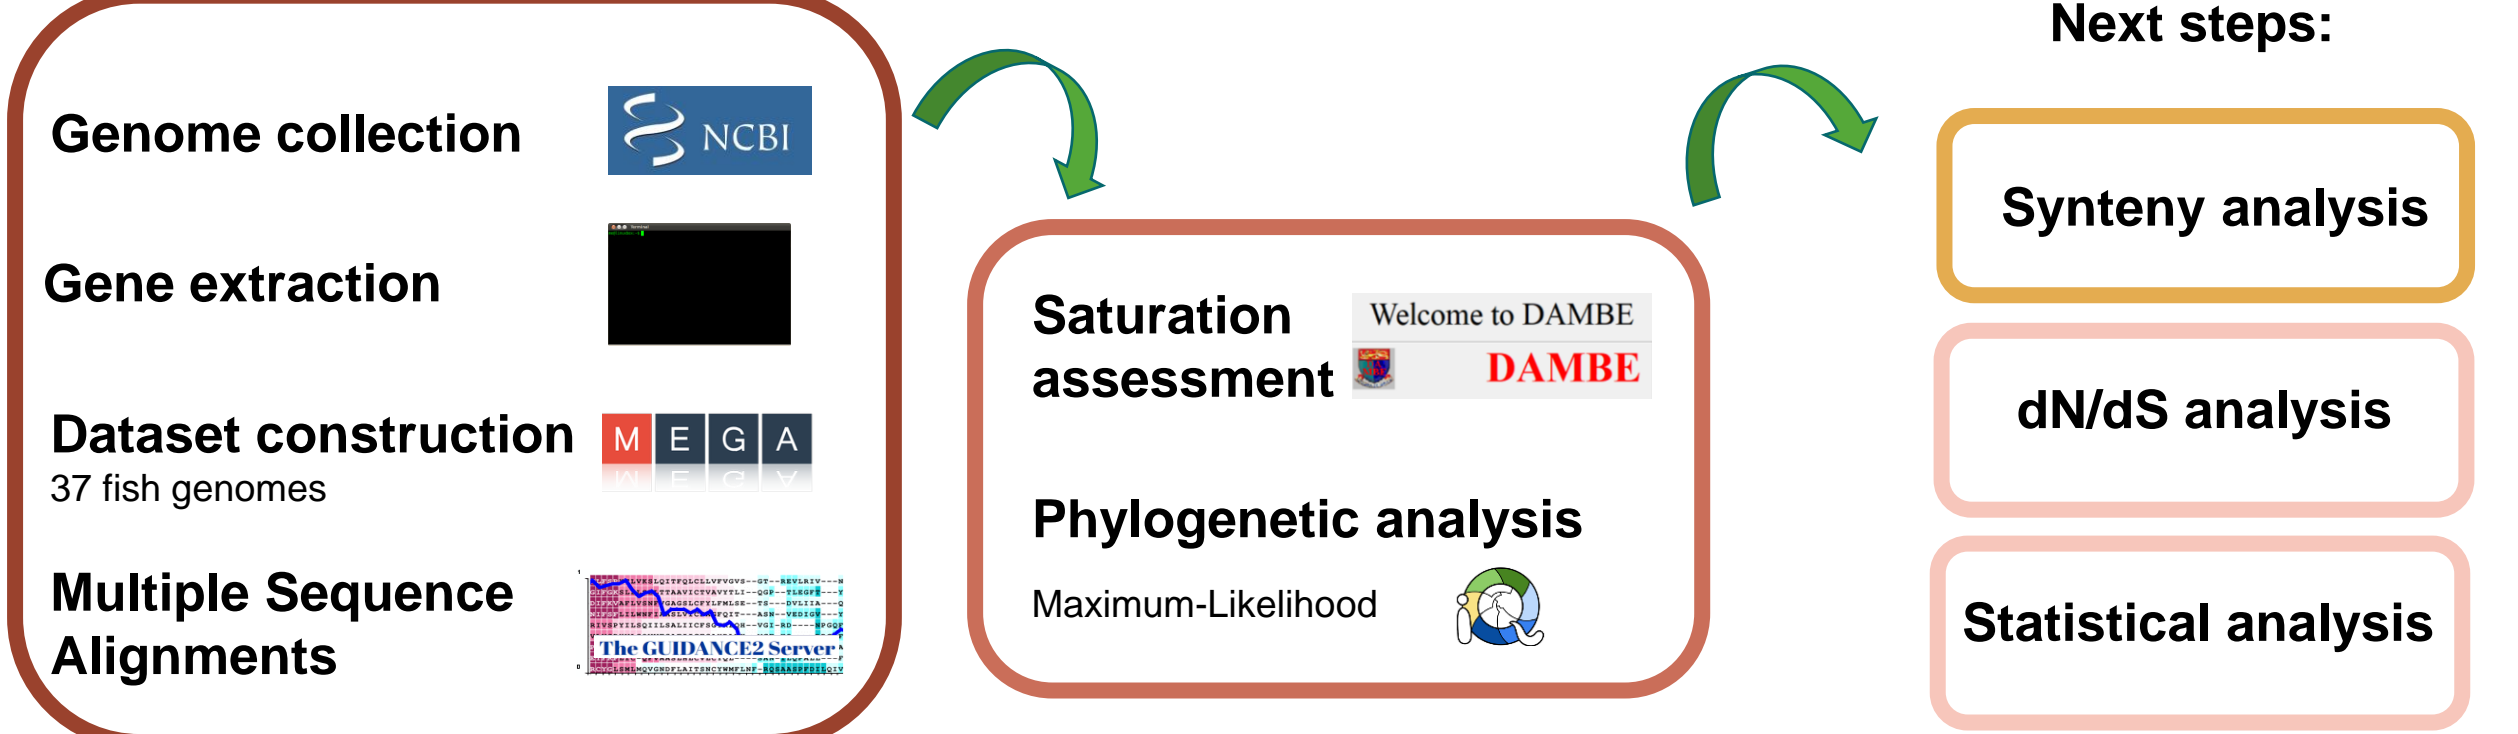 Genome collection
NCBI
Gene extraction
Terminal
Dataset construction
37 fish genomes
M E G A
Multiple Sequence
Alignments
The GUIDANCE2 Server
Saturation
assessment
Welcome to DAMBE
DAMBE
Phylogenetic analysis
Maximum-Likelihood
Next steps:
Synteny analysis
dN/dS analysis
Statistical analysis